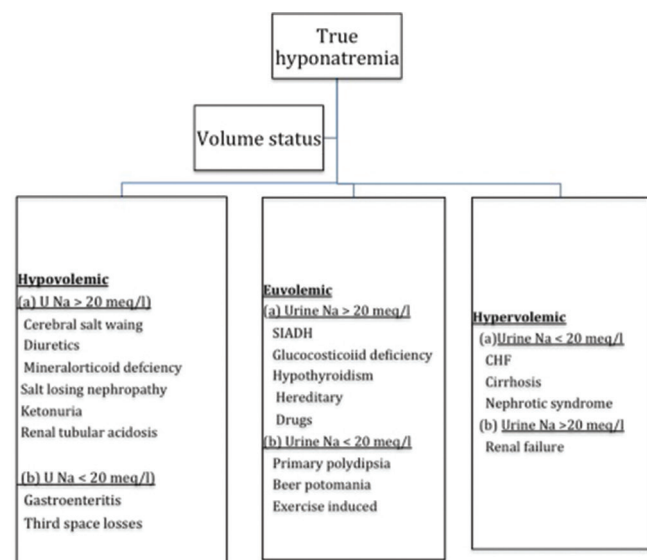 True
hyponatremia
Volume status
Hypovolemic
(a) U Na > 20 meq/l)
Cerebral salt waing
Diuretics
Mineralorticoid defciency
Salt losing nephropathy
Ketonuria
Renal tubular acidosis
(b) U Na < 20 meq/l)
Gastroenteritis
Third space losses
Euvolemic
(a) Urine Na > 20 meq/l
SIADH
Glucocosticoiid deficiency
Hypothyroidism
Hereditary
Drugs
(b) Urine Na < 20 meq/l
Primary polydipsia
Beer potomania
Exercise induced
Hypervolemic
(a)Urine Na < 20 meq/l
CHF
Cirrhosis
Nephrotic syndrome
(b) Urine Na >20 meq/l
Renal failure